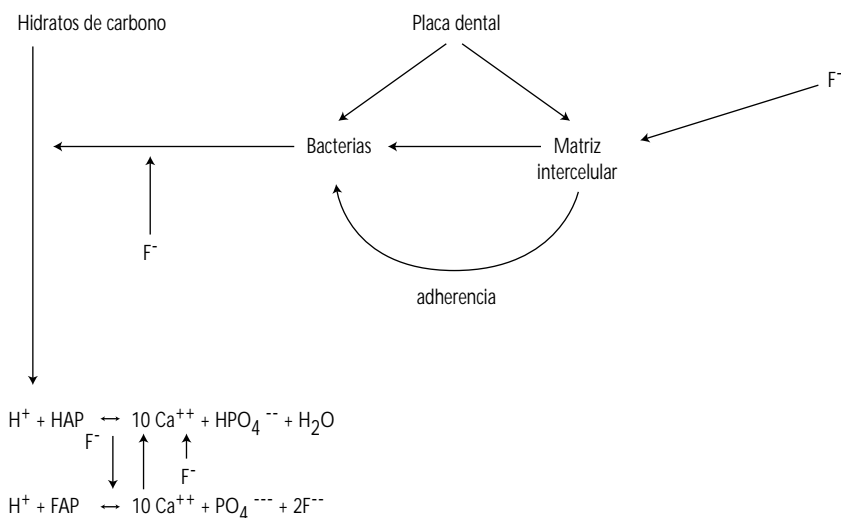 Hidratos de carbono
Placa dental
F-
Bacterias
Matriz
intercelular
F-
adherencia
H+ + HAP ↔ 10 Ca++ + HPO4-- + H2O
F-
F-
H+ + FAP ↔ 10 Ca++ + PO4--- + 2F--